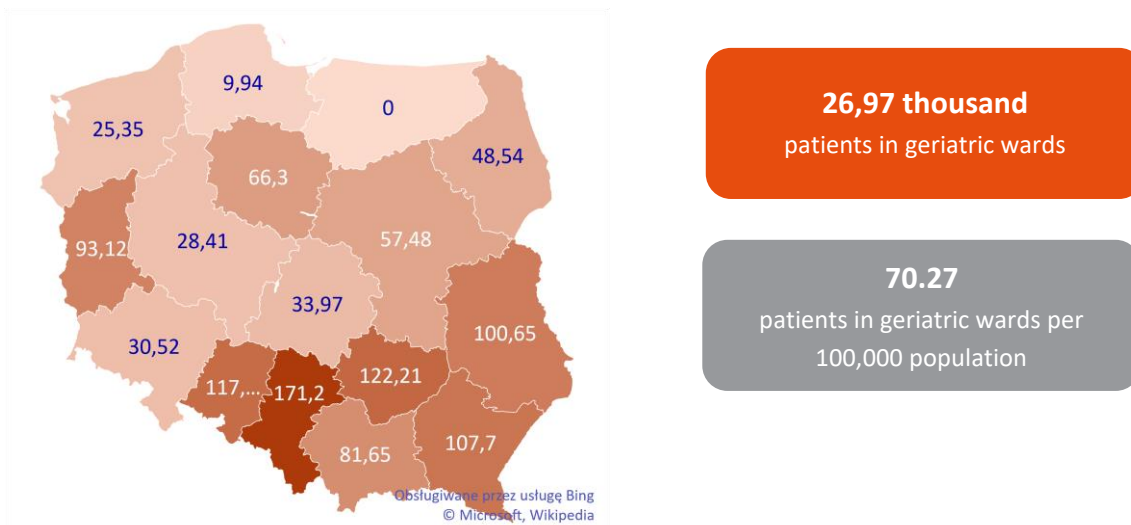 9,94
0
25,35
48,54
66,3
93,12
28,41
57,48
33,97
100,65
30,52
117,...
171,2
122,21
81,65
107,7
Obsługiwane przez usługę Bing
© Microsoft, Wikipedia
26,97 thousand
patients in geriatric wards
70.27
patients in geriatric wards per
100,000 population